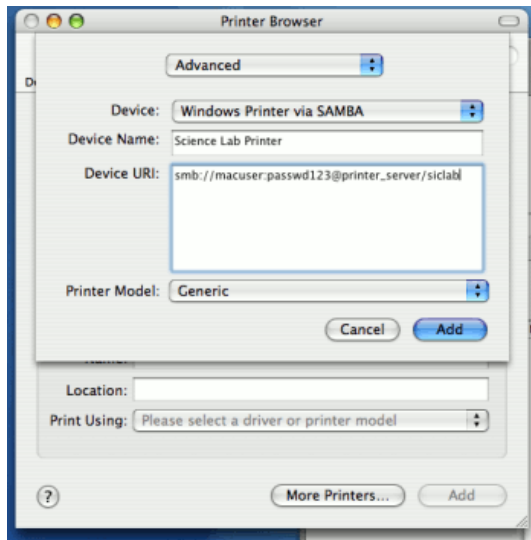 Printer Browser
Advanced
Device: Windows Printer via SAMBA
Device Name: Science Lab Printer
Device URI: smb://macuser:passwd123@printer_server/siclab
Printer Model: Generic
Cancel Add
Name:
Location:
Print Using: Please select a driver or printer model
? More Printers... Add